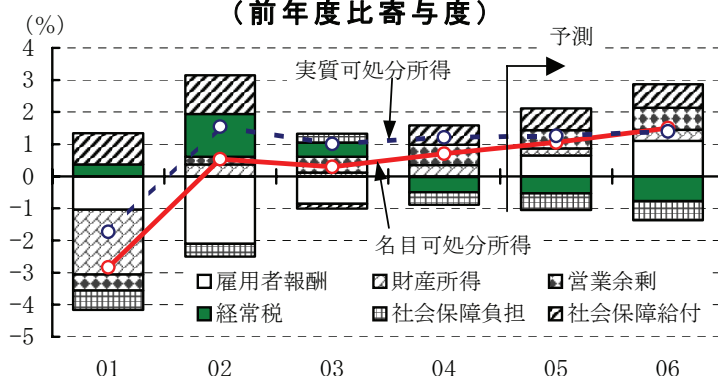 (前年度比寄与度)
(%)
4
3
2
1
0
-1
-2
-3
-4
-5
予測
実質可処分所得
名目可処分所得
雇用者報酬 財産所得 営業余剰
経常税 社会保障負担 社会保障給付
01 02 03 04 05 06